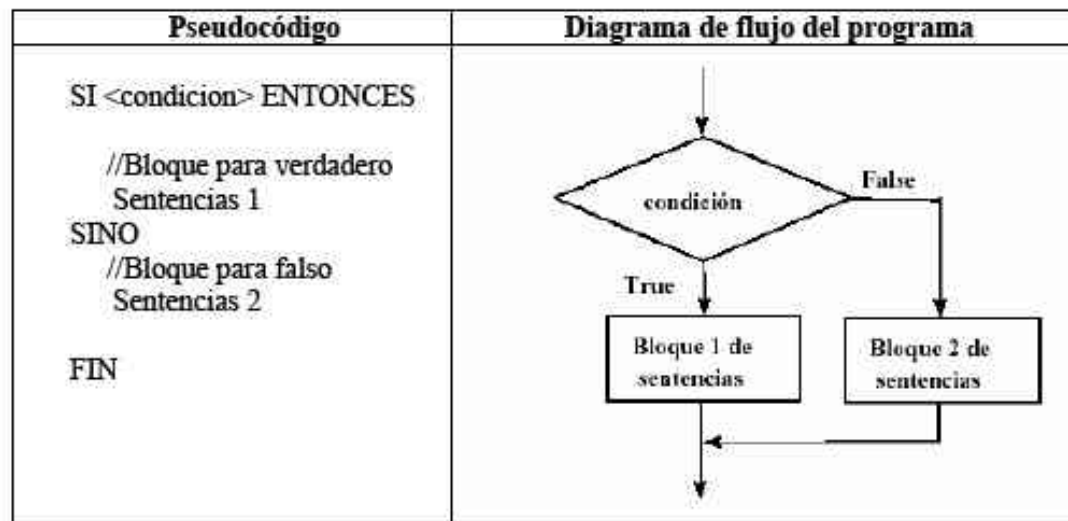 Pseudocódigo
Diagrama de flujo del programa
SI <condicion> ENTONCES
//Bloque para verdadero
Sentencias 1
SINO
//Bloque para falso
Sentencias 2
FIN
condición
False
True
Bloque 1 de
sentencias
Bloque 2 de
sentencias